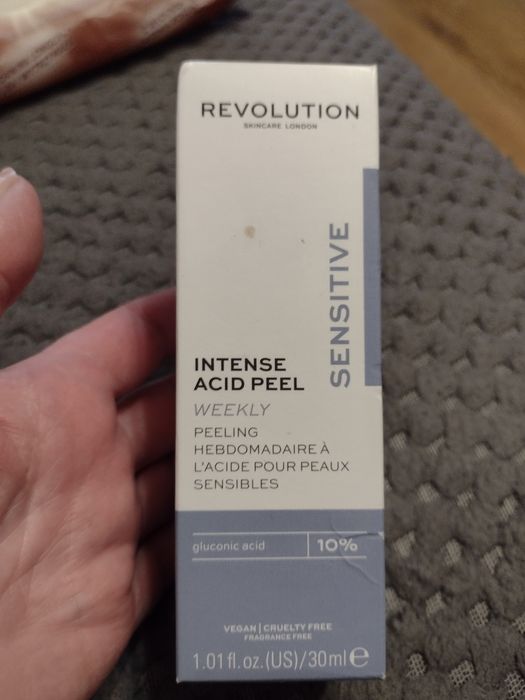 REVOLUTION
SKINCARE LONDON
SENSITIVE
INTENSE
ACID PEEL
WEEKLY
PEELING
HEBDOMADAIRE À
L'ACIDE POUR PEAUX
SENSIBLES
gluconic acid 10%
VEGAN | CRUELTY FREE
FRAGRANCE FREE
1.01 fl. oz. (US)/30ml ℮